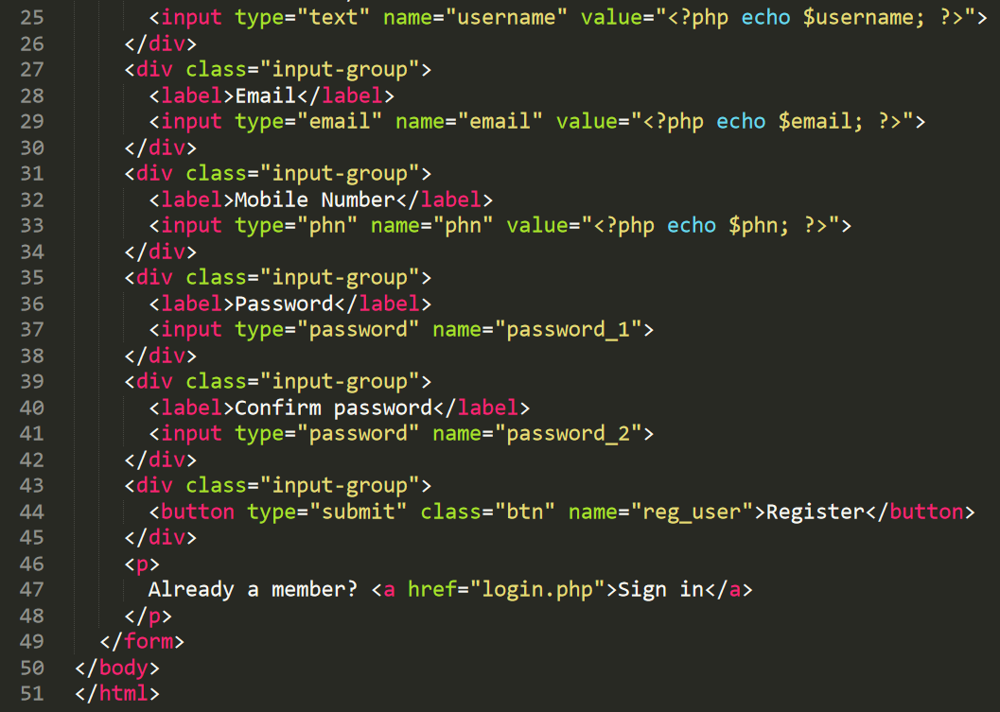 25 <input type="text" name="username" value="<?php echo $username; ?>">
26 </div>
27 <div class="input-group">
28 <label>Email</label>
29 <input type="email" name="email" value="<?php echo $email; ?>">
30 </div>
31 <div class="input-group">
32 <label>Mobile Number</label>
33 <input type="phn" name="phn" value="<?php echo $phn; ?>">
34 </div>
35 <div class="input-group">
36 <label>Password</label>
37 <input type="password" name="password_1">
38 </div>
39 <div class="input-group">
40 <label>Confirm password</label>
41 <input type="password" name="password_2">
42 </div>
43 <div class="input-group">
44 <button type="submit" class="btn" name="reg_user">Register</button>
45 </div>
46 <p>
47 Already a member? <a href="login.php">Sign in</a>
48 </p>
49 </form>
50 </body>
51 </html>